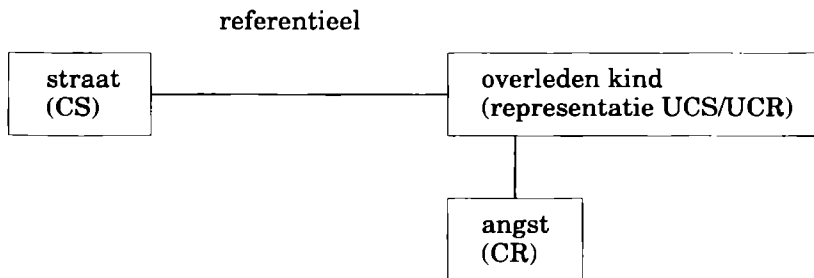 referentieel
straat
(CS)
overleden kind
(representatie UCS/UCR)
angst
(CR)